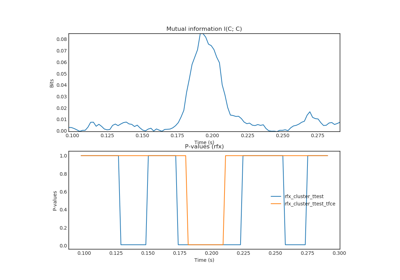 Mutual information I(C; C)
0.08
0.07
0.06
0.05
0.04
0.03
0.02
0.01
0.00
Bits
0.100 0.125 0.150 0.175 0.200 0.225 0.250 0.275
Time (s)
P-values (rfx)
1.0
0.8
0.6
0.4
0.2
0.0
P-values
rfx_cluster_ttest
rfx_cluster_ttest_tfce
0.100 0.125 0.150 0.175 0.200 0.225 0.250 0.275 0.300
Time (s)